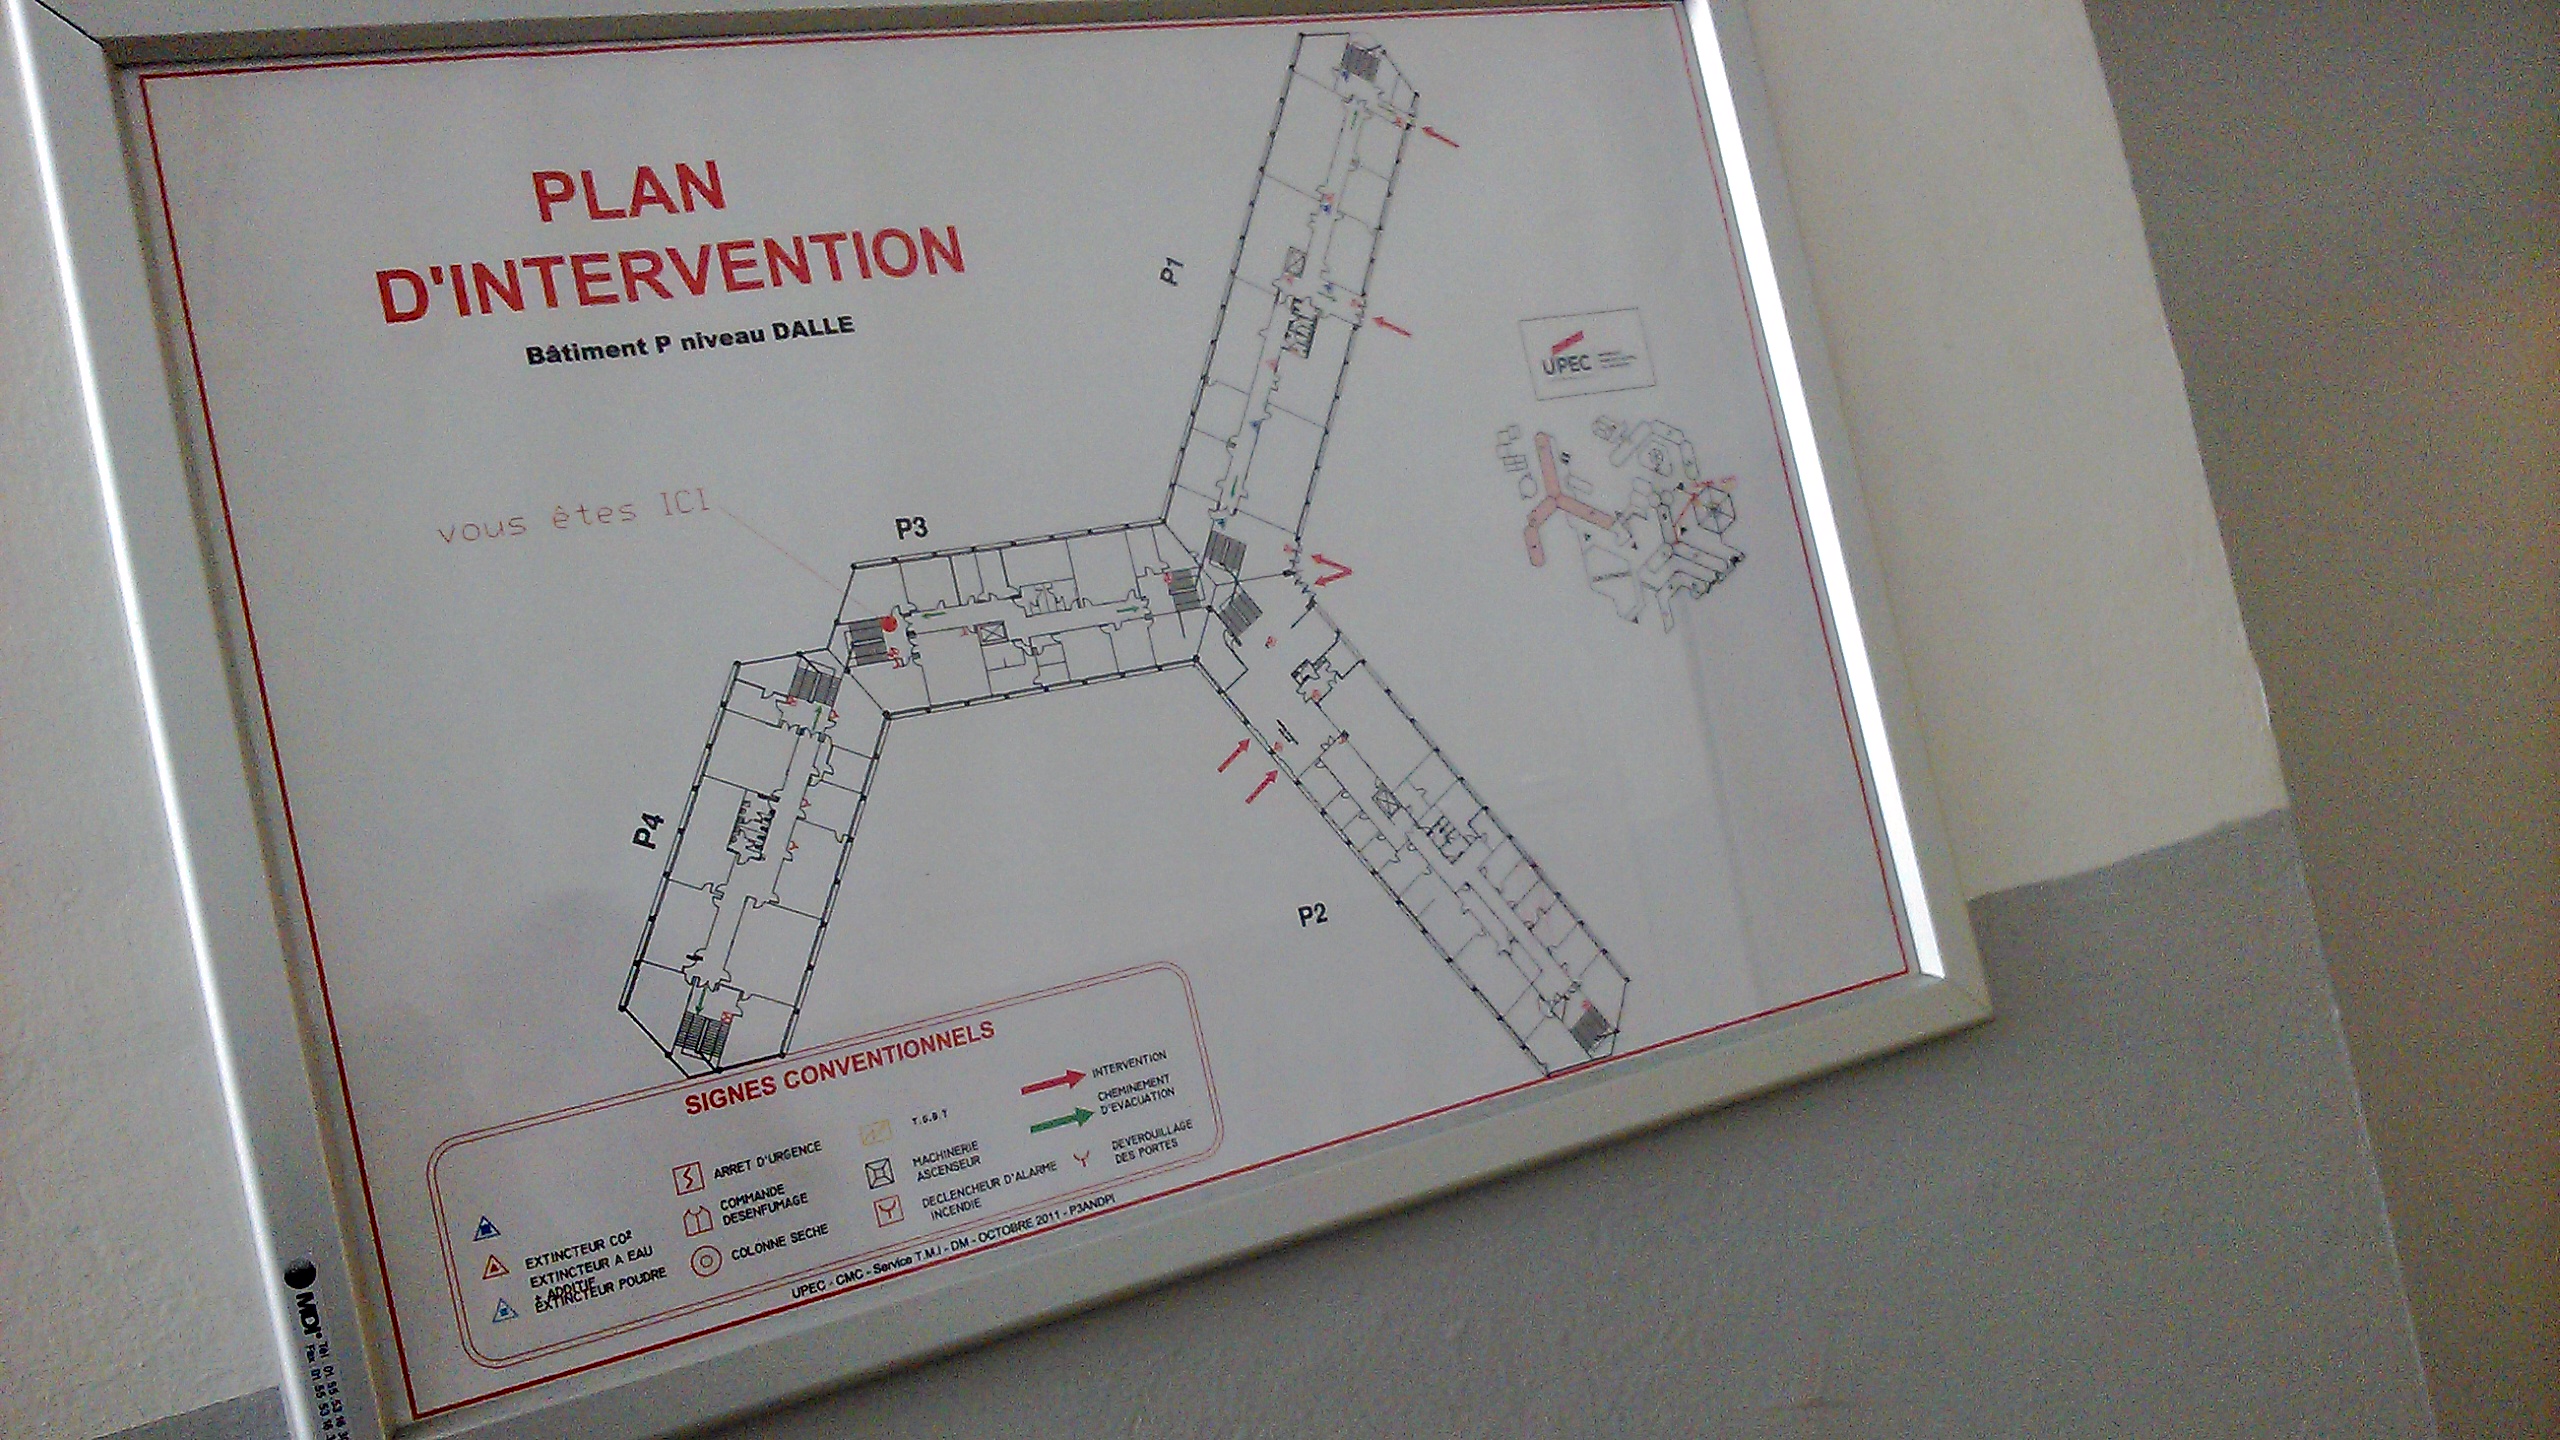 PLAN
D'INTERVENTION
Bâtiment P niveau DALLE
P1
UPEC
vous êtes ICI
P3
P4
P2
SIGNES CONVENTIONNELS
EXTINCTEUR CO²
EXTINCTEUR A EAU
+ ADDITIF
EXTINCTEUR POUDRE
ARRET D'URGENCE
COMMANDE
DESENFUMAGE
COLONNE SECHE
T.G.B.T
MACHINERIE
ASCENSEUR
DECLENCHEUR D'ALARME
INCENDIE
INTERVENTION
CHEMINEMENT
D'EVACUATION
DEVEROUILLAGE
DES PORTES
UPEC - CMC - Service T.M.I - DM - OCTOBRE 2011 - P3ANDPI
MDI
Tél : 01 55 53 16
Fax : 01 55 53 16